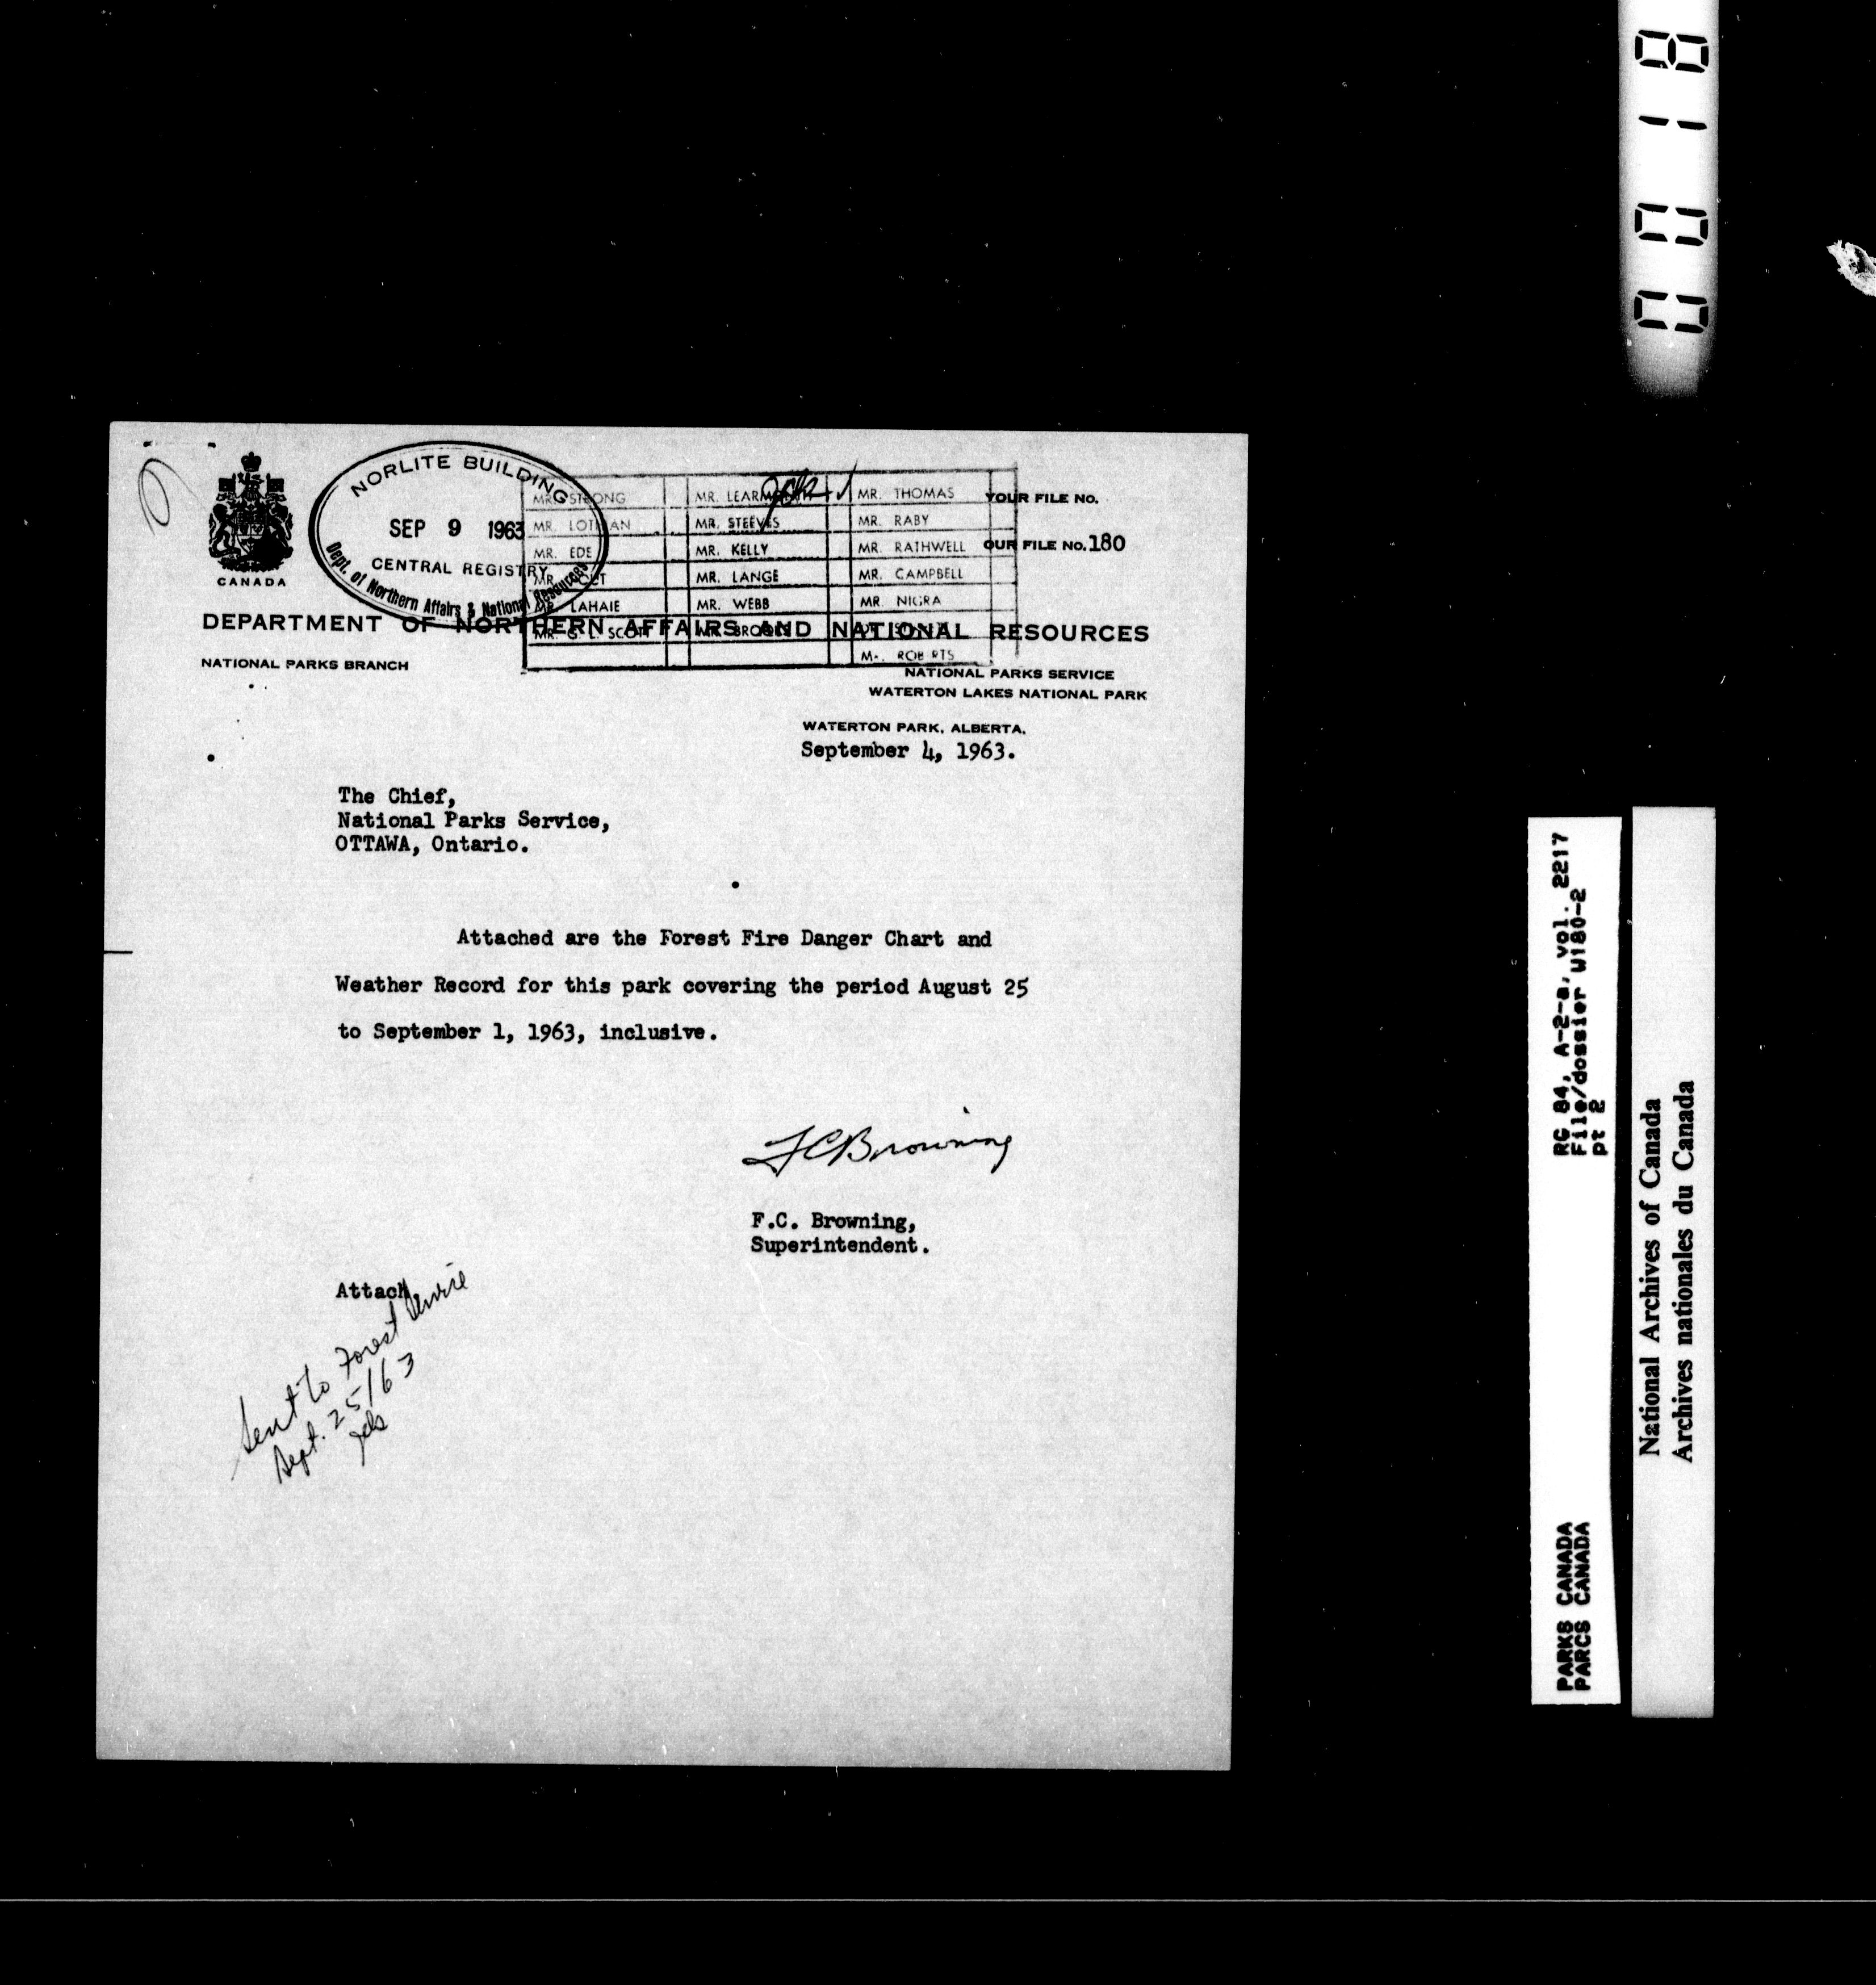 NORLITE BUILDING
SEP 9 1963
CENTRAL REGISTRY
Dept. of Northern Affairs & National Resources
MR. STRONG
MR. EDE
LAHAIE
MR. G. L. SCOTT
MR. STEEVES
MR. KELLY
MR. LANGE
MR. WEBB
MR. THOMAS
MR. RABY
MR. RATHWELL
MR. CAMPBELL
MR. NIGRA
YOUR FILE NO.
OUR FILE NO. 180
CANADA
DEPARTMENT OF NORTHERN AFFAIRS AND NATIONAL RESOURCES
NATIONAL PARKS BRANCH
NATIONAL PARKS SERVICE
WATERTON LAKES NATIONAL PARK
WATERTON PARK, ALBERTA.
September 4, 1963.
The Chief,
National Parks Service,
OTTAWA, Ontario.
Attached are the Forest Fire Danger Chart and
Weather Record for this park covering the period August 25
to September 1, 1963, inclusive.
FCBrowning
F.C. Browning,
Superintendent.
Attach.
Sent to Forest Service
Sept. 25/63
0018
RG 84, A-2-a, vol. 2217
File/dossier W180-2
pt 2
PARKS CANADA
PARCS CANADA
National Archives of Canada
Archives nationales du Canada